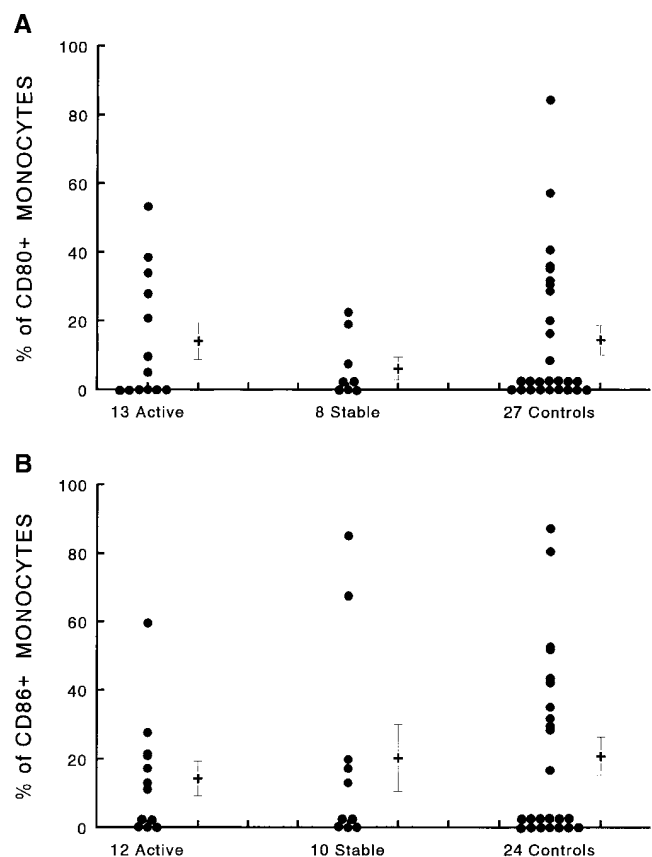 A
% of CD80+ MONOCYTES
100
80
60
40
20
0
13 Active 8 Stable 27 Controls
B
% of CD86+ MONOCYTES
100
80
60
40
20
0
12 Active 10 Stable 24 Controls